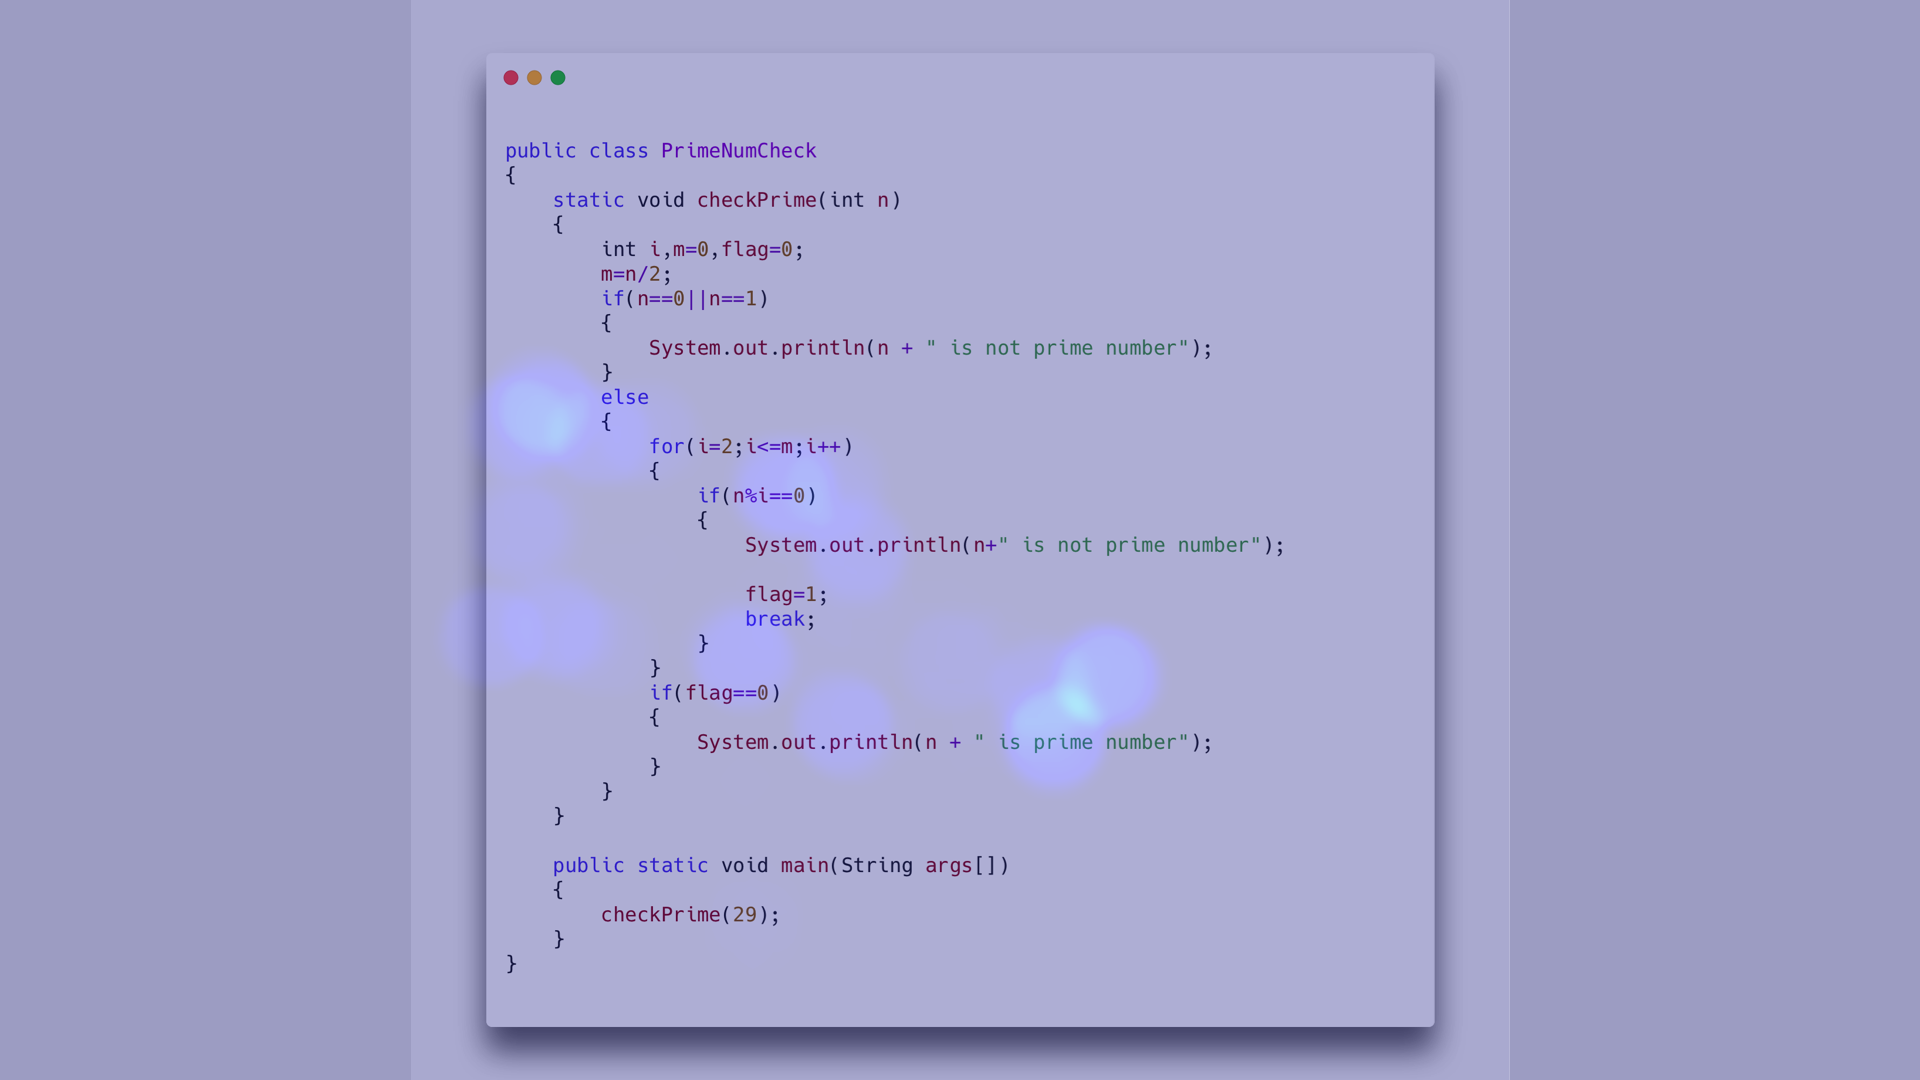 public class PrimeNumCheck
{
    static void checkPrime(int n)
    {
        int i,m=0,flag=0;
        m=n/2;
        if(n==0||n==1)
        {
            System.out.println(n + " is not prime number");
        }
        else
        {
            for(i=2;i<=m;i++)
            {
                if(n%i==0)
                {
                    System.out.println(n+" is not prime number");

                    flag=1;
                    break;
                }
            }
            if(flag==0)
            {
                System.out.println(n + " is prime number");
            }
        }
    }

    public static void main(String args[])
    {
        checkPrime(29);
    }
}